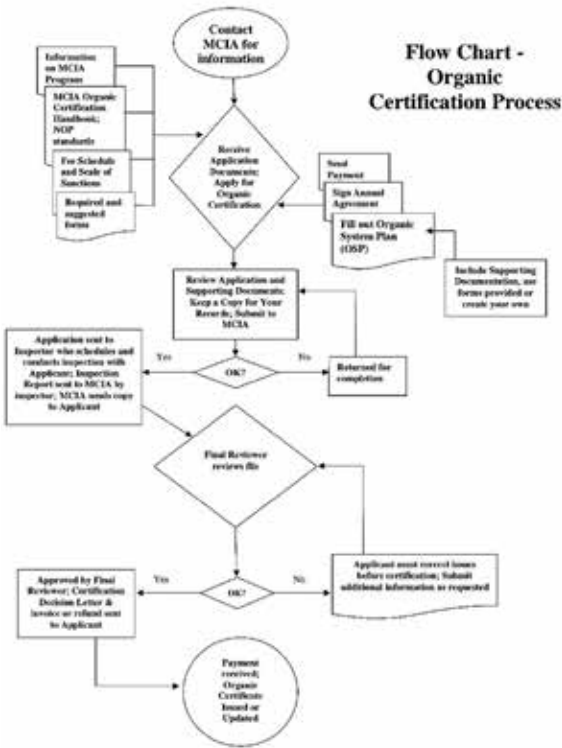 Flow Chart -
Organic
Certification Process
Contact
MCIA for
information
Information
on MCIA
Program
MCIA Organic
Certification
Handbook;
NOP
standards
Fee Schedule
and Scale of
Sanctions
Required and
suggested
forms
Receive
Application
Documents;
Apply for
Organic
Certification
Send
Payment
Sign Annual
Agreement
Fill out Organic
System Plan
(OSP)
Include Supporting
Documentation, use
forms provided or
create your own
Review Application and
Supporting Documents;
Keep a Copy for Your
Records; Submit to
MCIA
Yes
OK?
No
Returned for
completion
Application sent to
Inspector who schedules and
conducts inspection with
Applicant; Inspection
Report sent to MCIA by
inspector; MCIA sends copy
to Applicant
Final Reviewer
reviews file
Yes
OK?
No
Applicant must correct issues
before certification; Submit
additional information as requested
Approved by Final
Reviewer; Certification
Decision Letter &
invoice or refund sent
to Applicant
Payment
received;
Organic
Certificate
Issued or
Updated